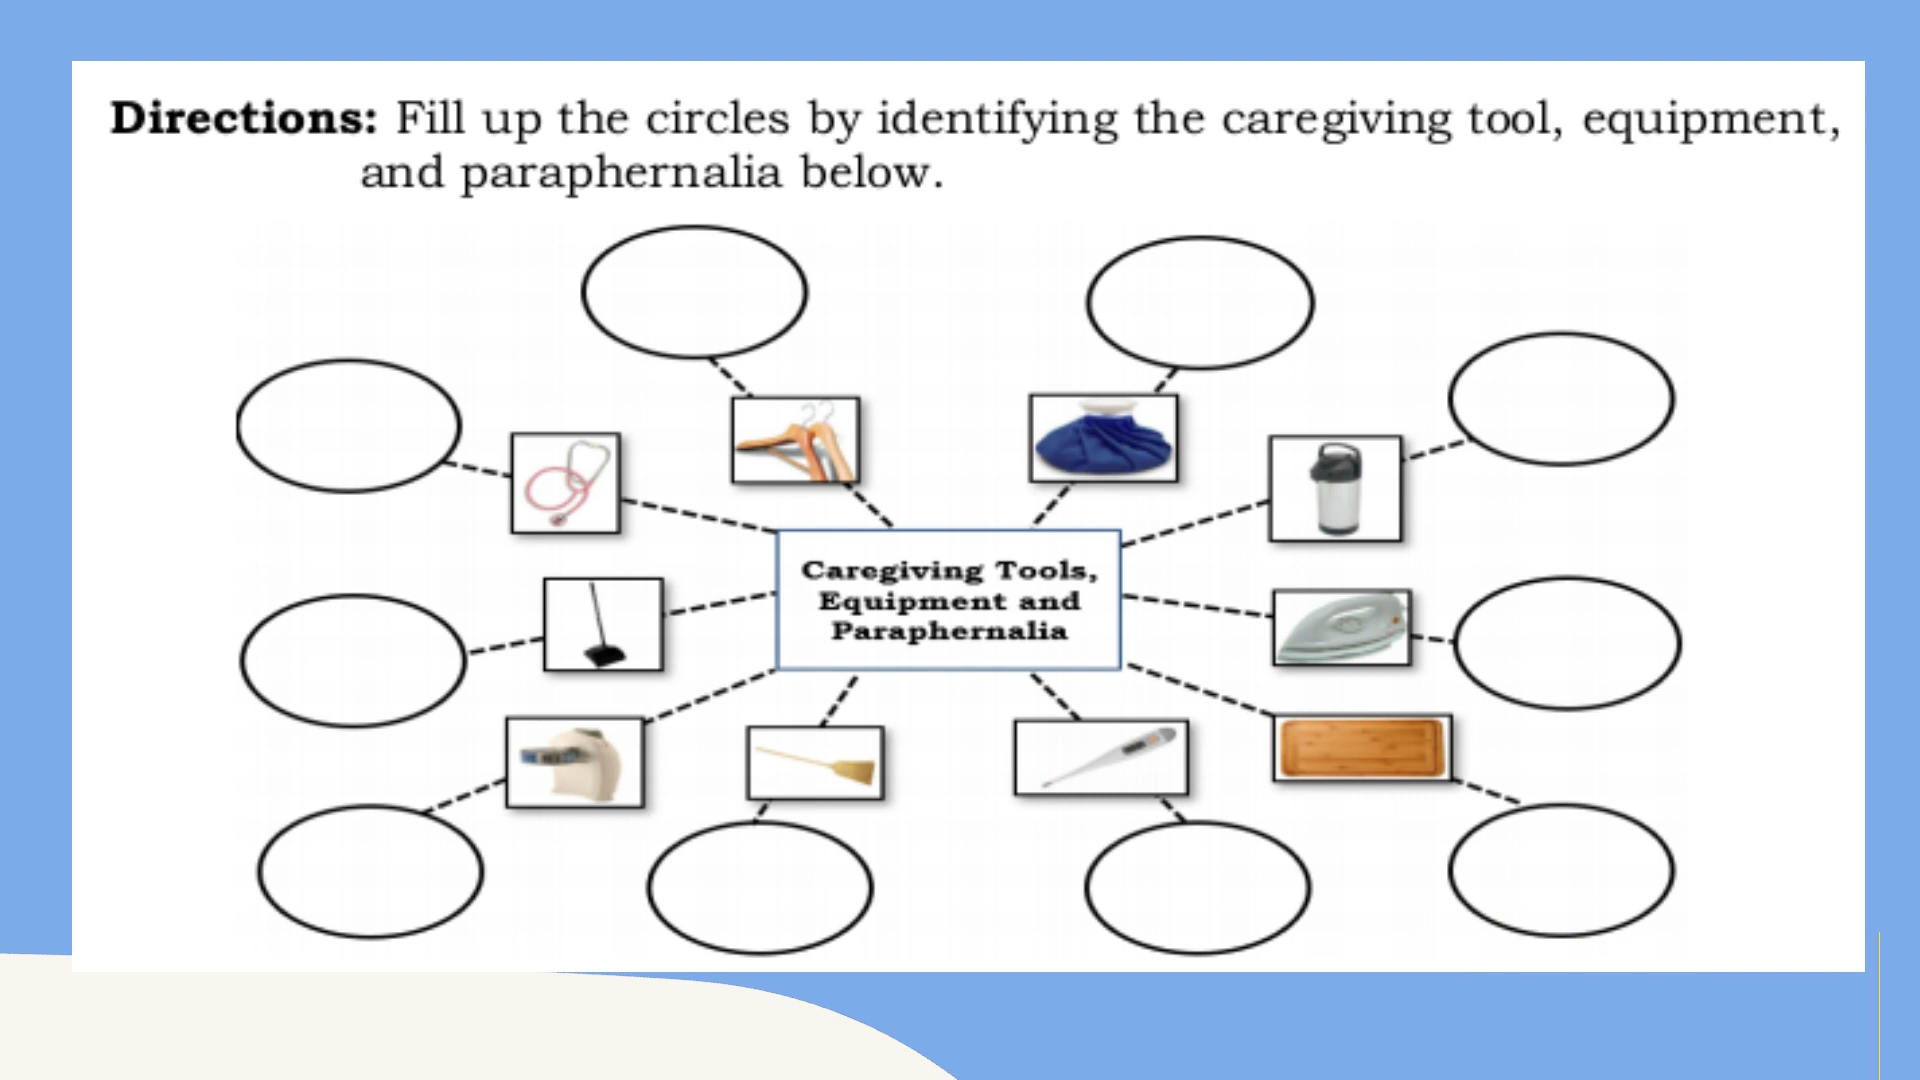 Directions: Fill up the circles by identifying the caregiving tool, equipment,
and paraphernalia below.
Caregiving Tools,
Equipment and
Paraphernalia